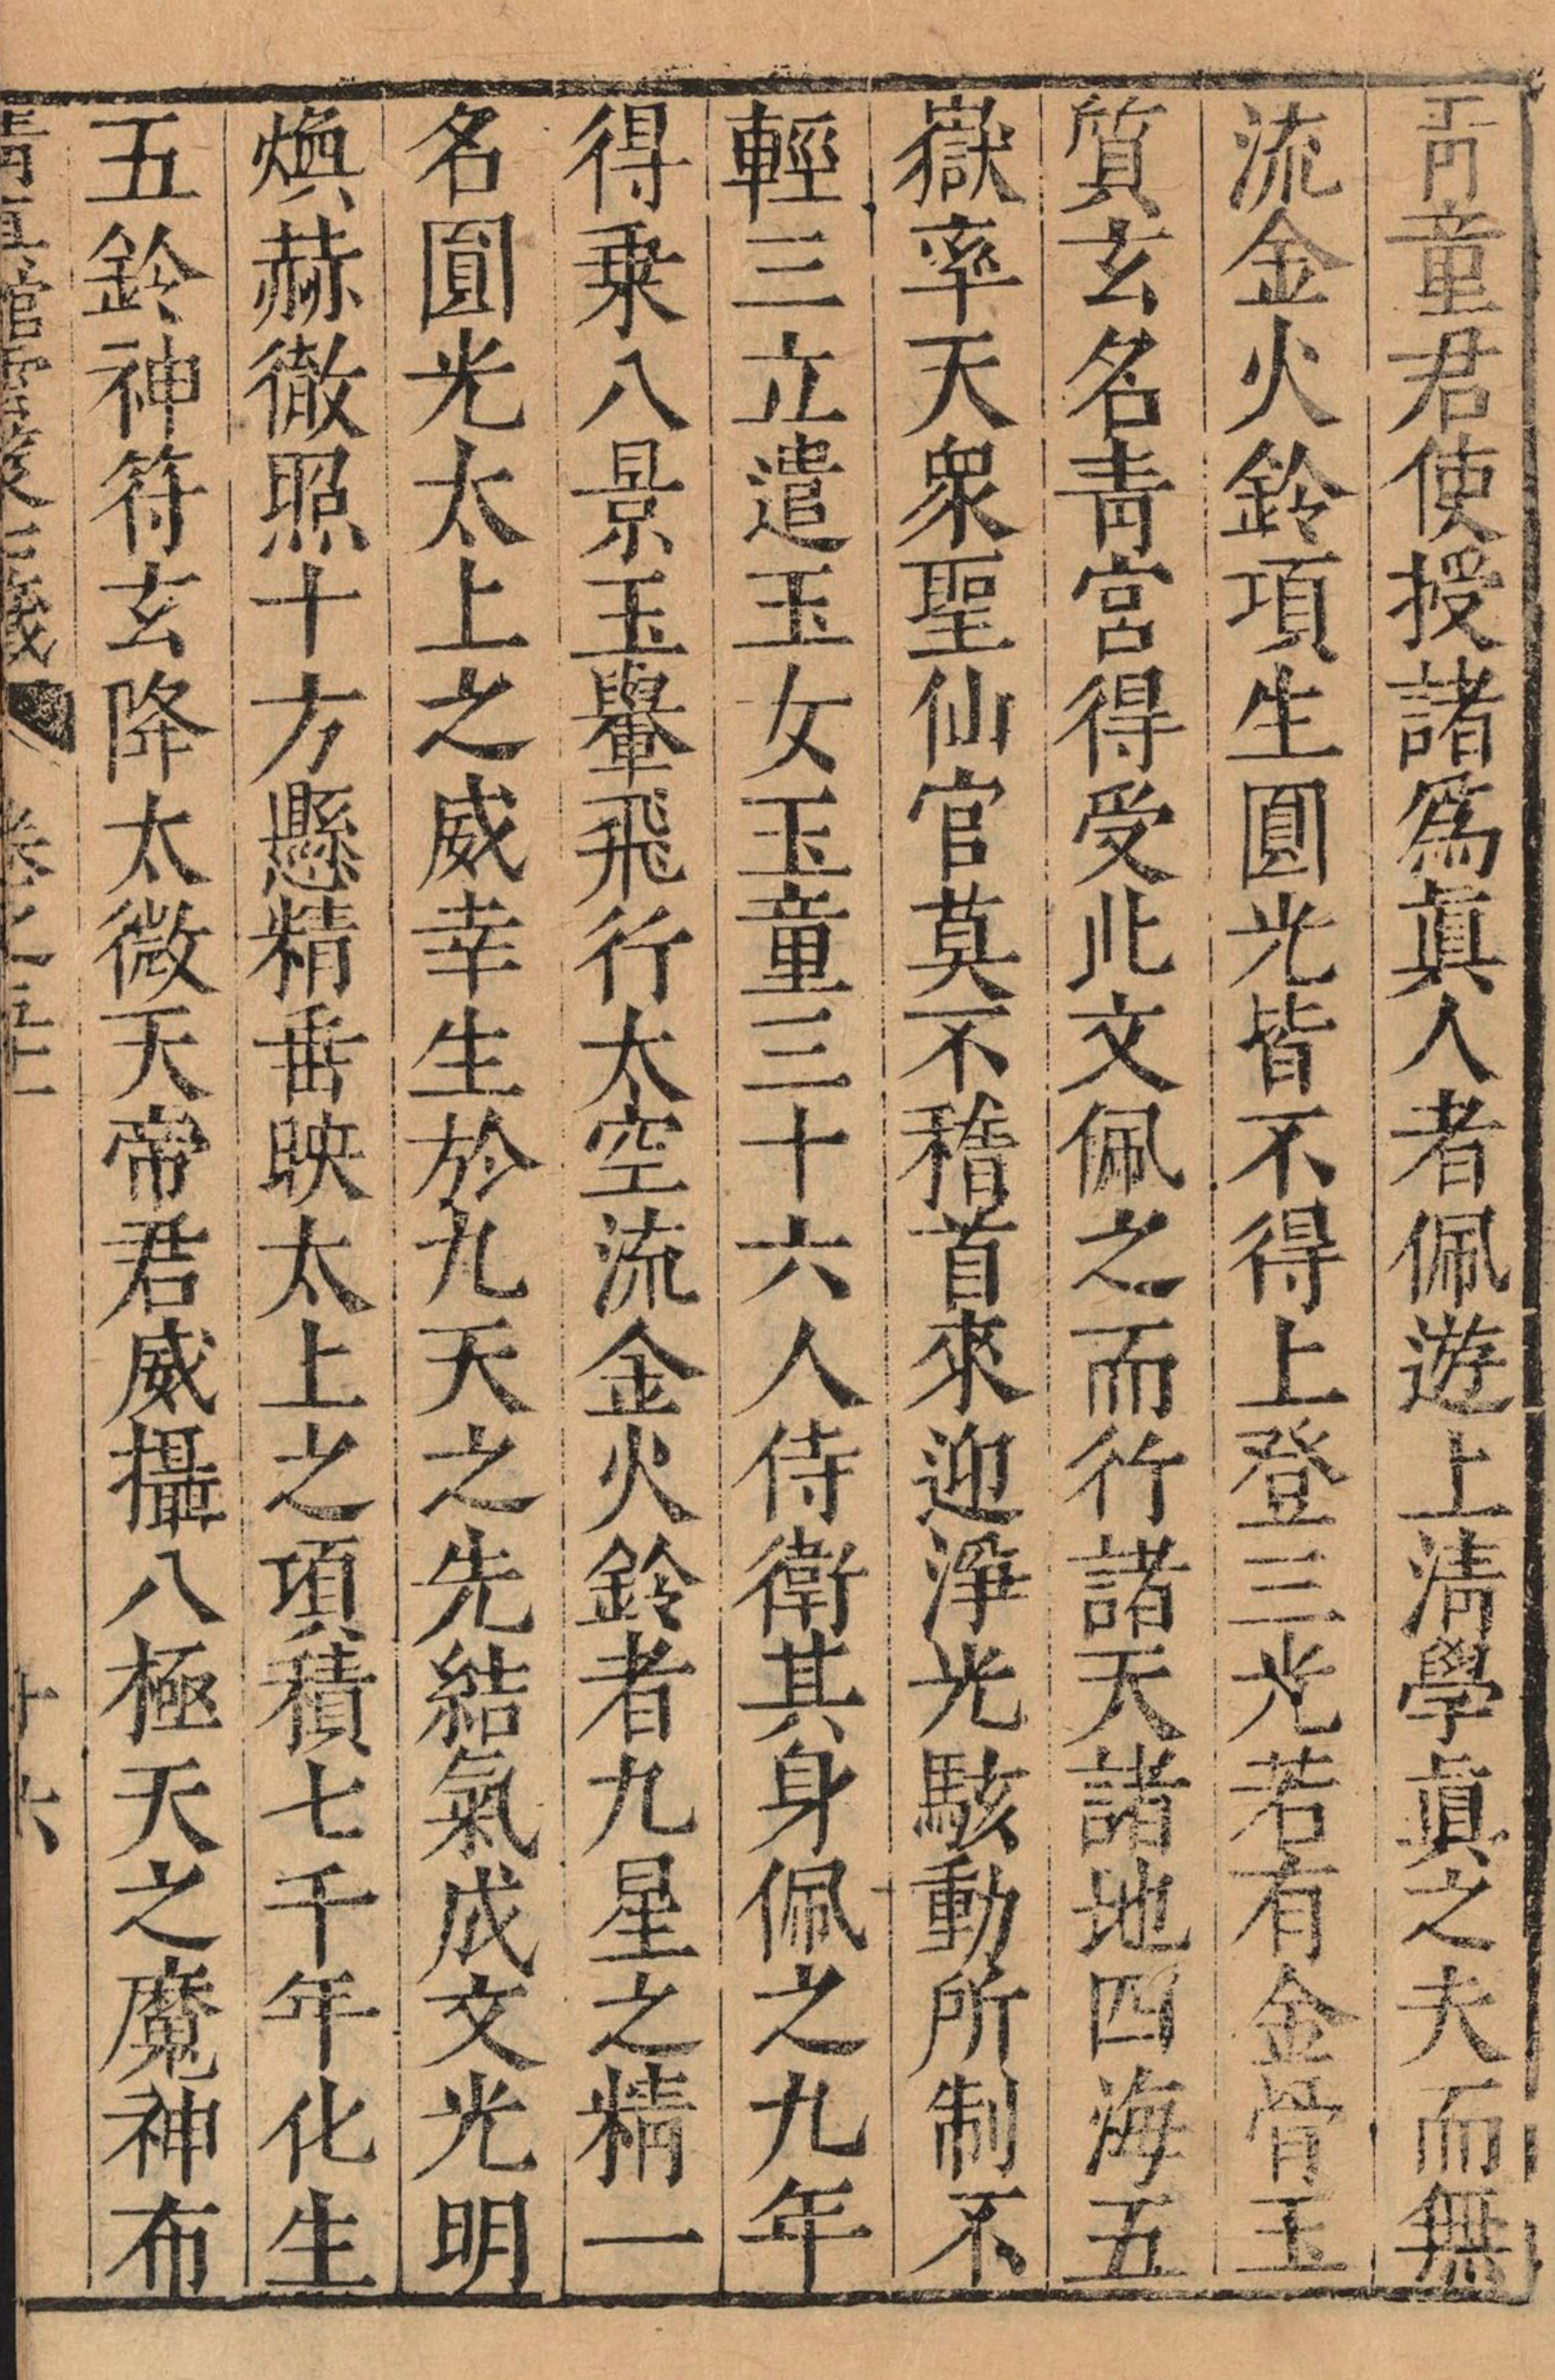 青童君使授諸為眞人者佩遊上清學眞之夫而無
流金火鈴項生圓光皆不得上登三光若有金骨玉
質玄名青宮得受此文佩之而行諸天諸地四海五
嶽率天衆聖仙官莫不稽首來迎淨光駭動所制不
輕三立遣玉女玉童三十六人侍衛其身佩之九年
得乗八景玉轝飛行太空流金火鈴者九星之精一
名圓光太上之威幸生於九天之先結氣成文光明
煥赫徹照十方懸精垂映太上之項積七千年化生
五鈴神符玄降太微天帝君威攝八極天之魔神布
卷之五十
十六